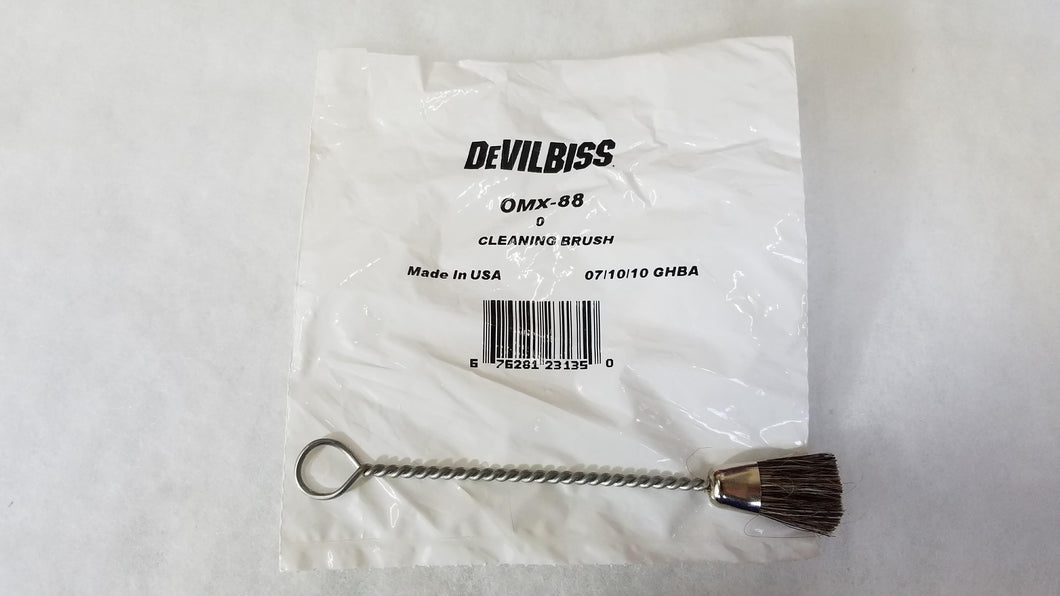 DEVILBISS.
OMX-88
0
CLEANING BRUSH
Made In USA 07/10/10 GHBA
6 76281 23135 0